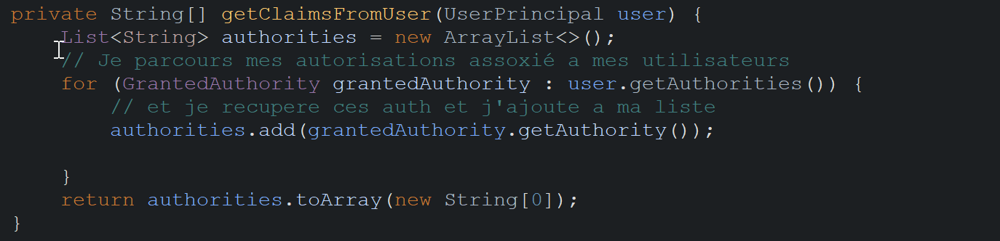 private String[] getClaimsFromUser(UserPrincipal user) {
List<String> authorities = new ArrayList<>();
// Je parcours mes autorisations assoxié a mes utilisateurs
for (GrantedAuthority grantedAuthority : user.getAuthorities()) {
// et je recupere ces auth et j'ajoute a ma liste
authorities.add(grantedAuthority.getAuthority());
}
return authorities.toArray(new String[0]);
}